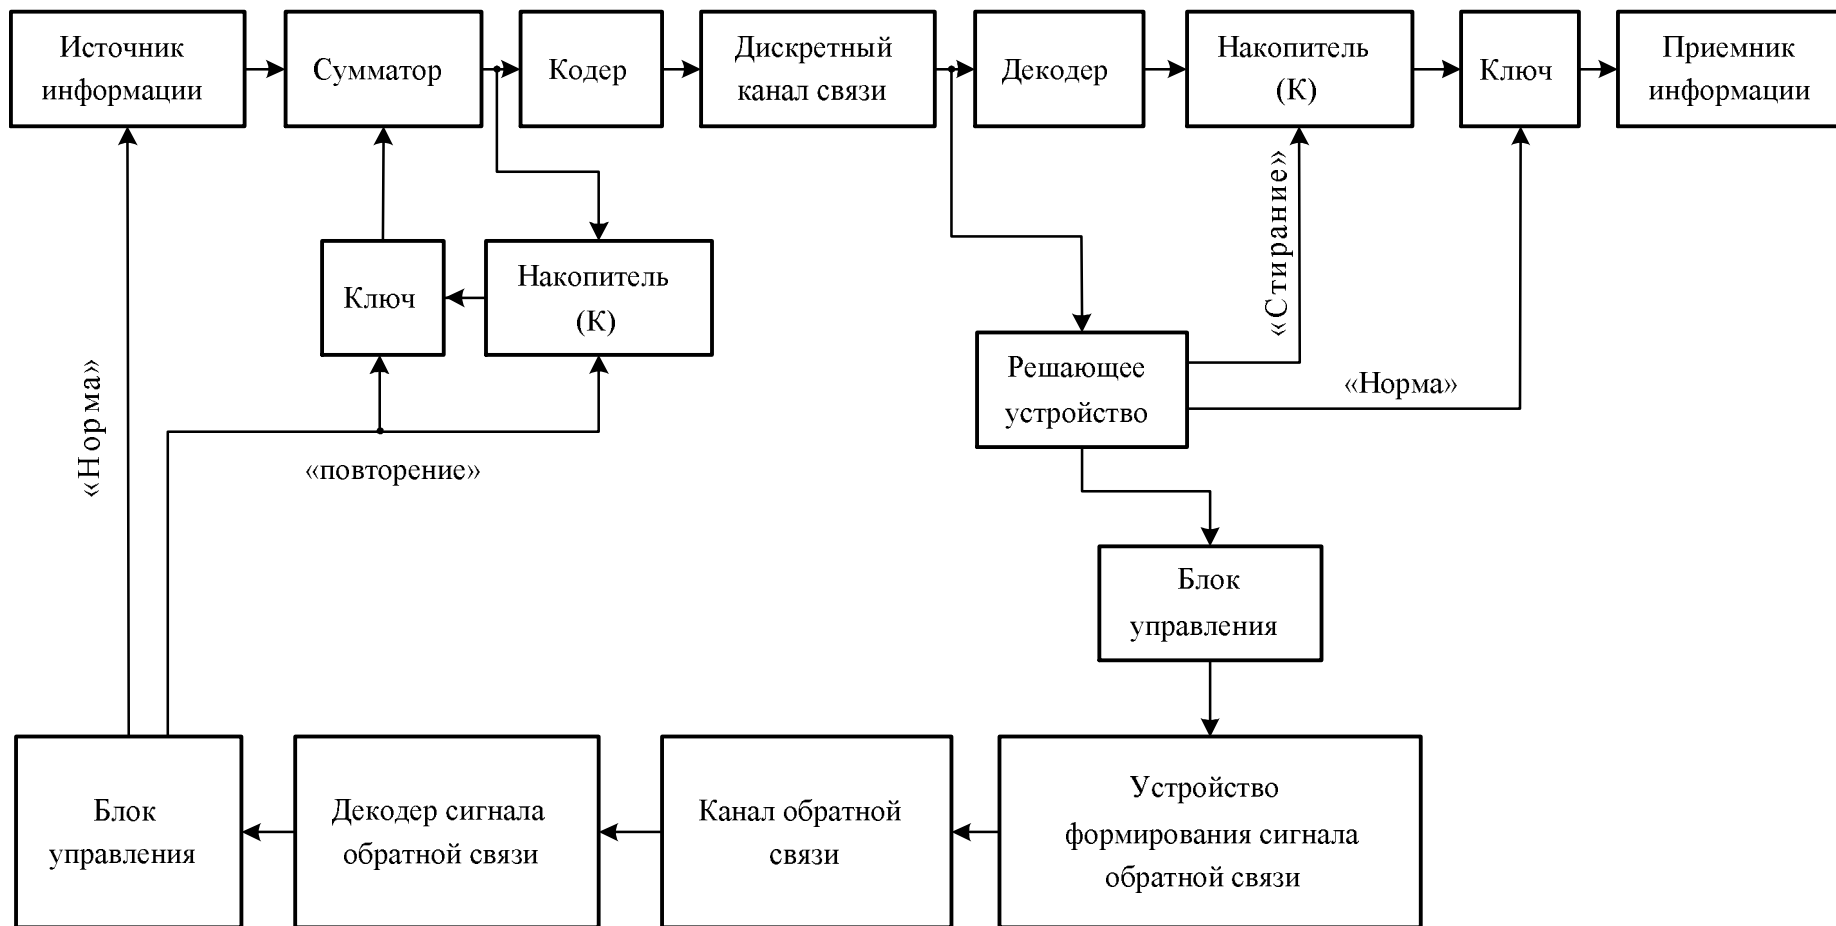 Источник
информации
Сумматор
Кодер
Дискретный
канал связи
Декодер
Накопитель
(К)
Ключ
Приемник
информации
Ключ
Накопитель
(К)
«Стирание»
Решающее
устройство
«Норма»
«Норма»
«повторение»
Блок
управления
Блок
управления
Декодер сигнала
обратной связи
Канал обратной
связи
Устройство
формирования сигнала
обратной связи